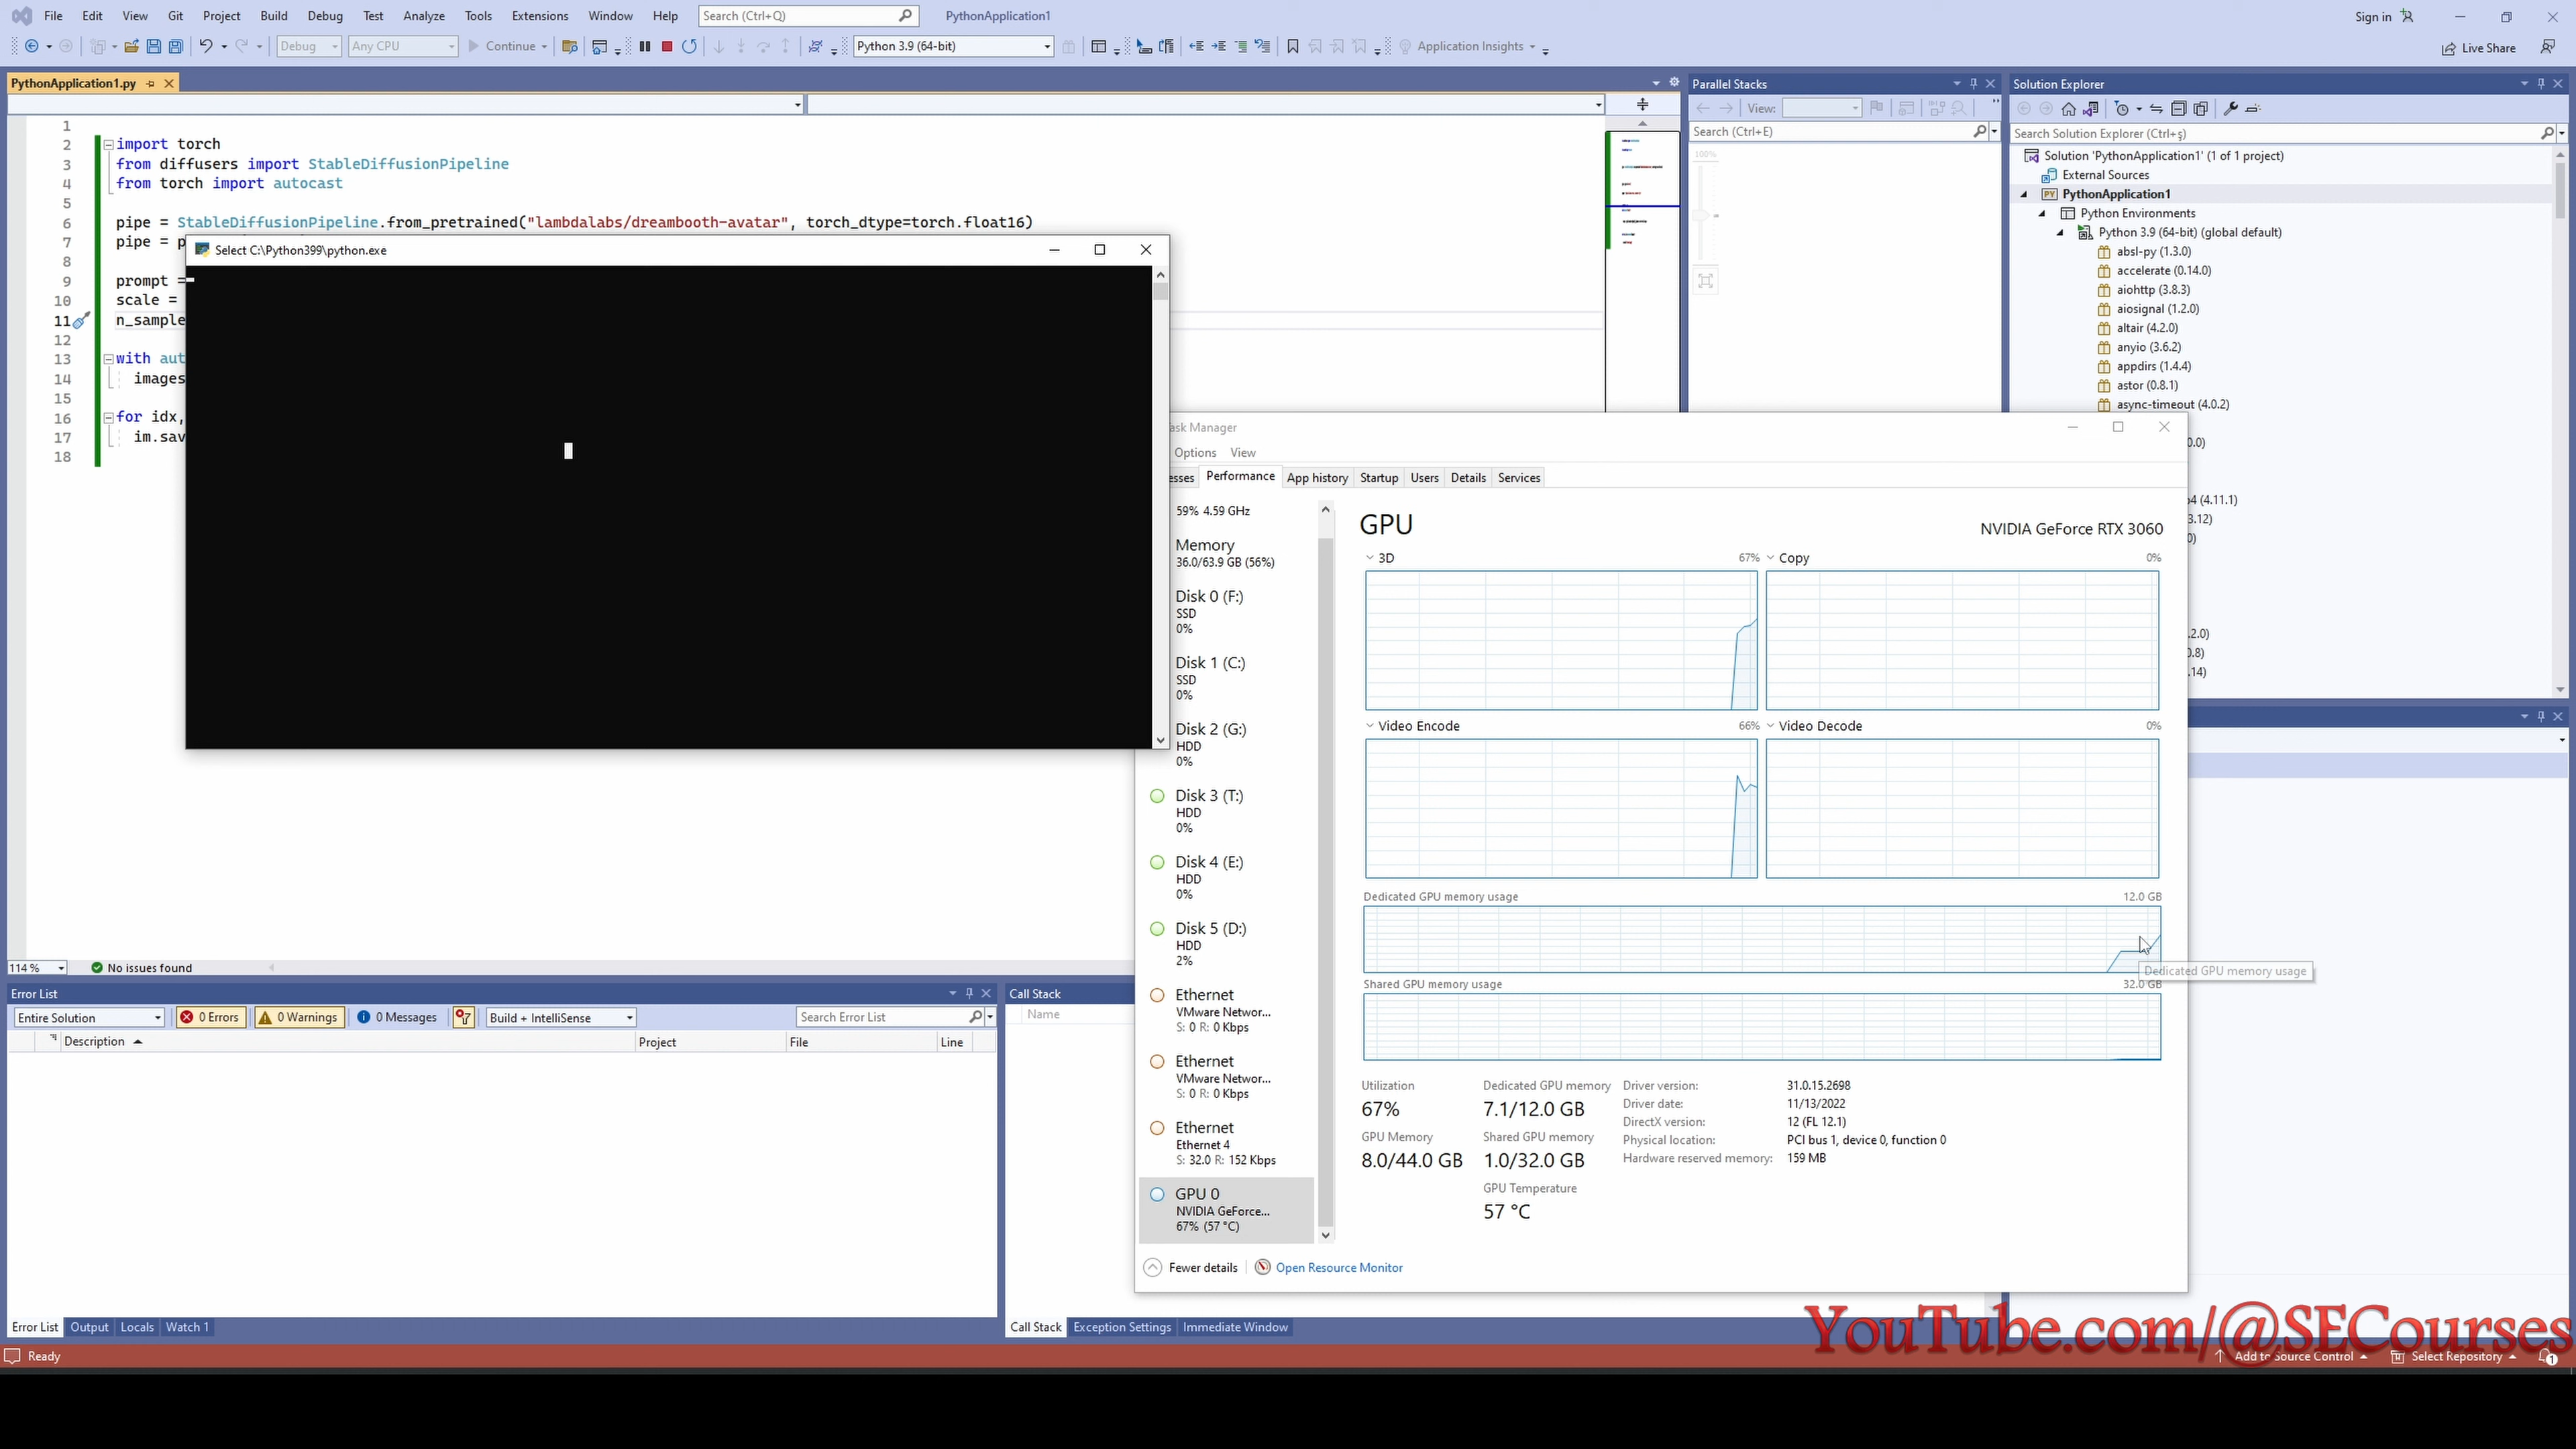 File Edit View Git Project Build Debug Test Analyze Tools Extensions Window Help Search (Ctrl+Q) PythonApplication1 Sign in
Debug Any CPU Continue Python 3.9 (64-bit) Application Insights Live Share
PythonApplication1.py
1
2 import torch
3 from diffusers import StableDiffusionPipeline
4 from torch import autocast
5
6 pipe = StableDiffusionPipeline.from_pretrained("lambdalabs/dreambooth-avatar", torch_dtype=torch.float16)
7 pipe = p
8
9 prompt =
10 scale =
11 n_sample
12
13 with aut
14 images
15
16 for idx,
17 im.sav
18
Select C:\Python399\python.exe
114 % No issues found
Parallel Stacks
View:
Search (Ctrl+E)
100%
Solution Explorer
Search Solution Explorer (Ctrl+ş)
Solution 'PythonApplication1' (1 of 1 project)
External Sources
PythonApplication1
Python Environments
Python 3.9 (64-bit) (global default)
absl-py (1.3.0)
accelerate (0.14.0)
aiohttp (3.8.3)
aiosignal (1.2.0)
altair (4.2.0)
anyio (3.6.2)
appdirs (1.4.4)
astor (0.8.1)
async-timeout (4.0.2)
.0)
4 (4.11.1)
3.12)
0)
.2.0)
0.8)
.14)
ask Manager
Options View
esses Performance App history Startup Users Details Services
59% 4.59 GHz
Memory
36.0/63.9 GB (56%)
Disk 0 (F:)
SSD
0%
Disk 1 (C:)
SSD
0%
Disk 2 (G:)
HDD
0%
Disk 3 (T:)
HDD
0%
Disk 4 (E:)
HDD
0%
Disk 5 (D:)
HDD
2%
Ethernet
VMware Networ...
S: 0 R: 0 Kbps
Ethernet
VMware Networ...
S: 0 R: 0 Kbps
Ethernet
Ethernet 4
S: 32.0 R: 152 Kbps
GPU 0
NVIDIA GeForce...
67% (57 °C)
GPU NVIDIA GeForce RTX 3060
3D 67% Copy 0%
Video Encode 66% Video Decode 0%
Dedicated GPU memory usage 12.0 GB
Dedicated GPU memory usage
Shared GPU memory usage 32.0 GB
Utilization
67%
Dedicated GPU memory
7.1/12.0 GB
GPU Memory
8.0/44.0 GB
Shared GPU memory
1.0/32.0 GB
GPU Temperature
57 °C
Driver version: 31.0.15.2698
Driver date: 11/13/2022
DirectX version: 12 (FL 12.1)
Physical location: PCI bus 1, device 0, function 0
Hardware reserved memory: 159 MB
Fewer details Open Resource Monitor
Error List
Entire Solution 0 Errors 0 Warnings 0 Messages Build + IntelliSense Search Error List
Description Project File Line
Error List Output Locals Watch 1
Call Stack
Name
Call Stack Exception Settings Immediate Window
YouTube.com/@SECourses
Ready Add to Source Control Select Repository 1